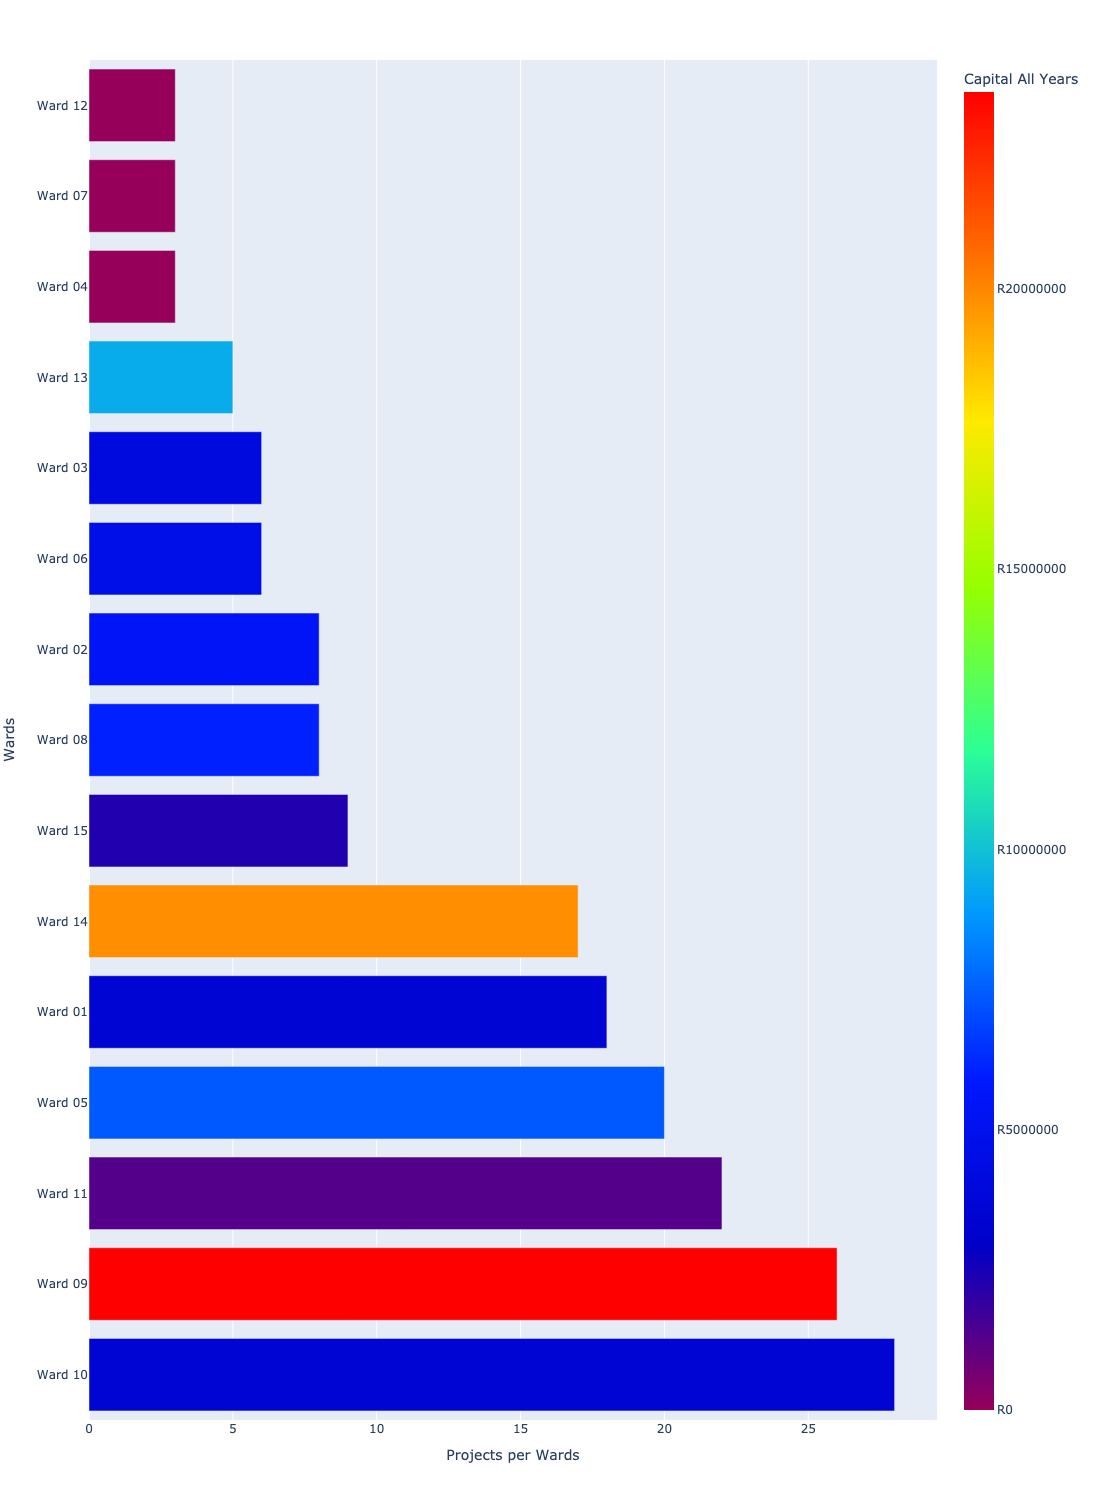 Capital All Years
Ward 12
Ward 07
Ward 04
Ward 13
Ward 03
Ward 06
Ward 02
Ward 08
Ward 15
Ward 14
Ward 01
Ward 05
Ward 11
Ward 09
Ward 10
Wards
0 5 10 15 20 25
Projects per Wards
R20000000
R15000000
R10000000
R5000000
R0